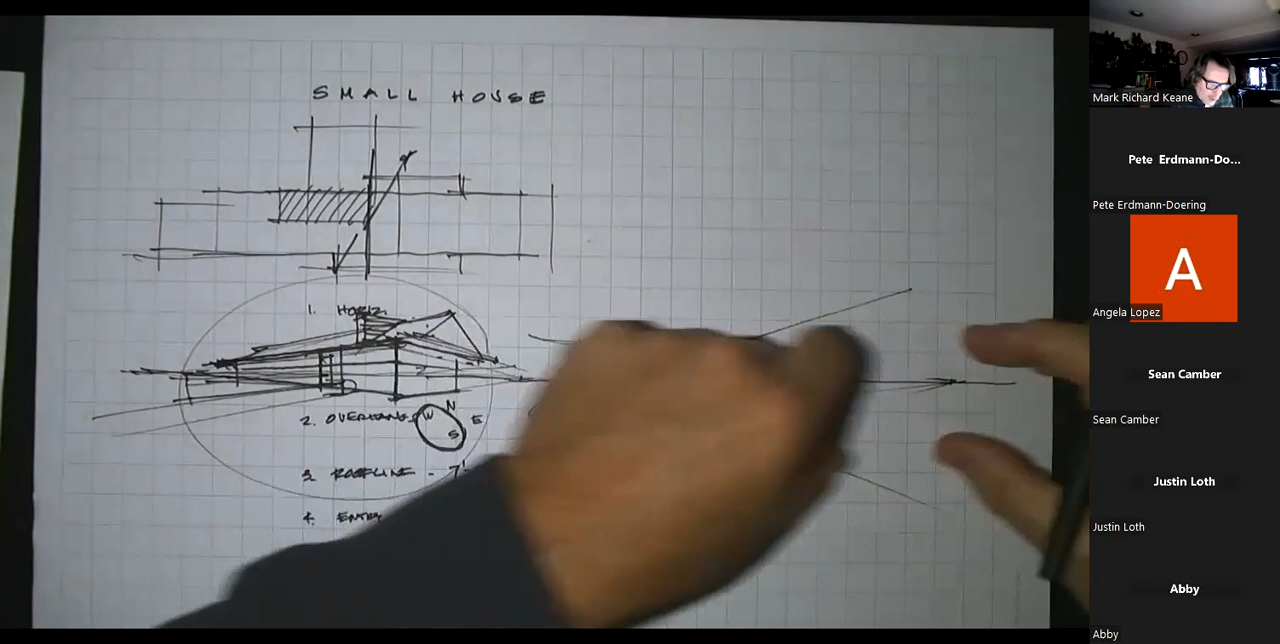 SMALL HOUSE
1. HORIZ.
2. OVERHANG
N
W
E
S
3. ROOFLINE - 7'
4. ENTRY
Mark Richard Keane
Pete Erdmann-Do...
Pete Erdmann-Doering
A
Angela Lopez
Sean Camber
Sean Camber
Justin Loth
Justin Loth
Abby
Abby